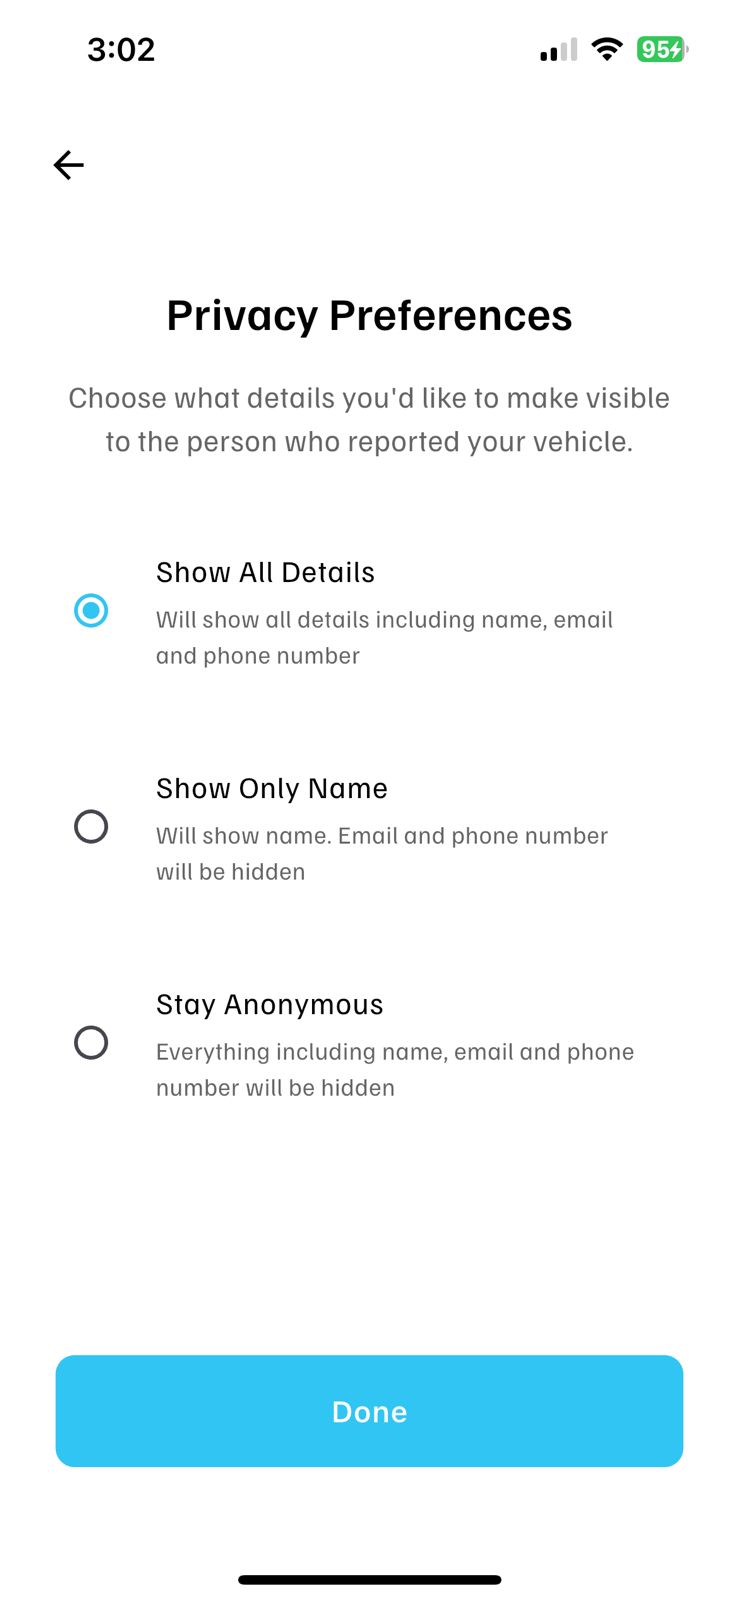 3:02
95
Privacy Preferences
Choose what details you'd like to make visible
to the person who reported your vehicle.
Show All Details
Will show all details including name, email
and phone number
Show Only Name
Will show name. Email and phone number
will be hidden
Stay Anonymous
Everything including name, email and phone
number will be hidden
Done